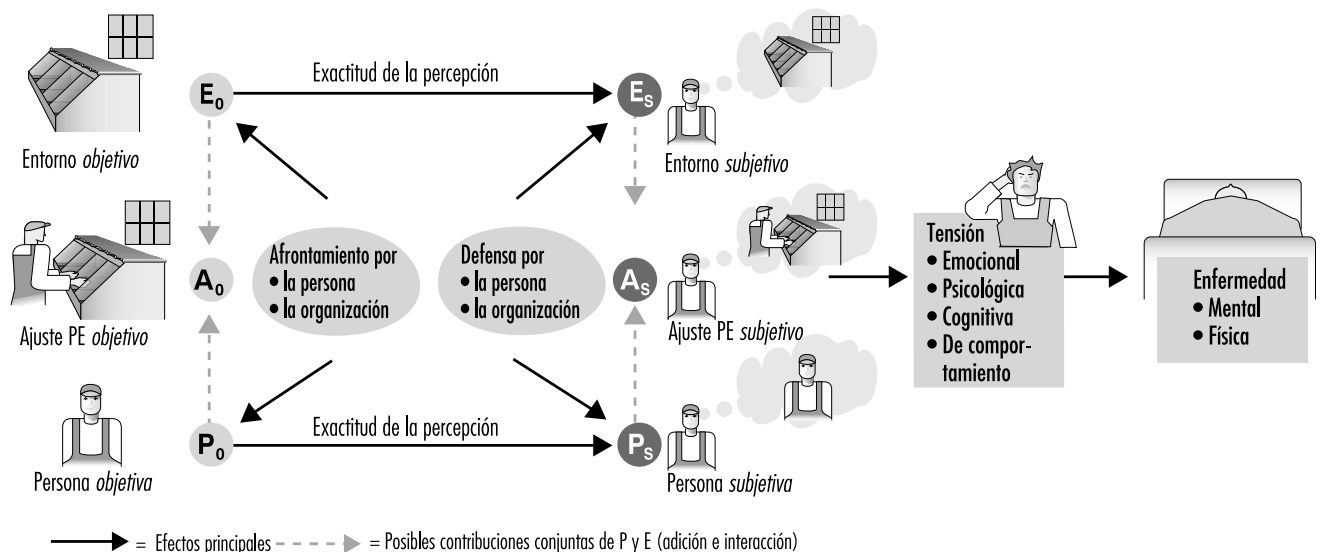 Exactitud de la percepción
E0
ES
Entorno objetivo
Entorno subjetivo
Afrontamiento por
• la persona
• la organización
Defensa por
• la persona
• la organización
A0
AS
Ajuste PE objetivo
Ajuste PE subjetivo
Tensión
• Emocional
• Psicológica
• Cognitiva
• De compor-
tamiento
Enfermedad
• Mental
• Física
Exactitud de la percepción
P0
PS
Persona objetiva
Persona subjetiva
= Efectos principales
= Posibles contribuciones conjuntas de P y E (adición e interacción)